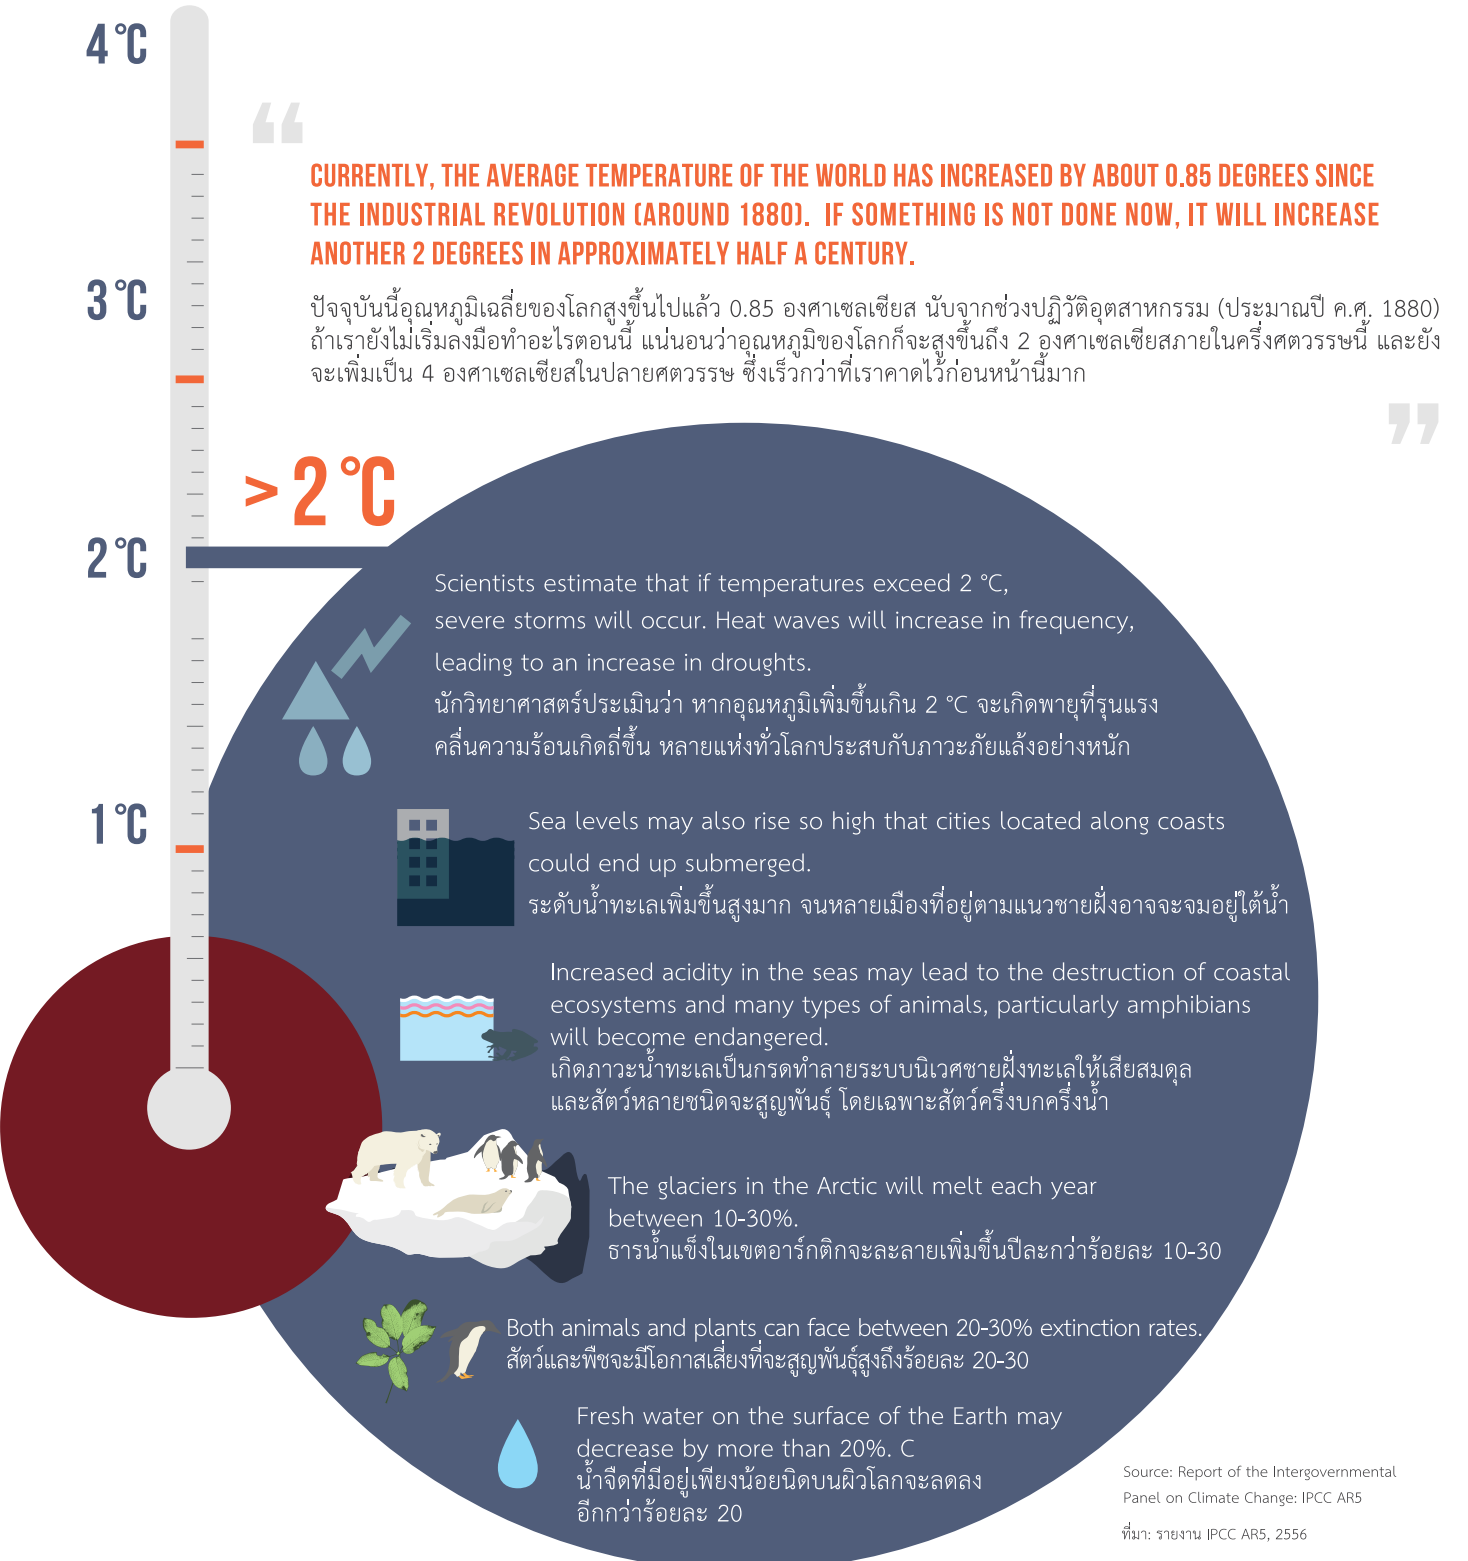 4°C
“
CURRENTLY, THE AVERAGE TEMPERATURE OF THE WORLD HAS INCREASED BY ABOUT 0.85 DEGREES SINCE
THE INDUSTRIAL REVOLUTION (AROUND 1880). IF SOMETHING IS NOT DONE NOW, IT WILL INCREASE
ANOTHER 2 DEGREES IN APPROXIMATELY HALF A CENTURY.
3°C
ปัจจุบันนี้อุณหภูมิเฉลี่ยของโลกสูงขึ้นไปแล้ว 0.85 องศาเซลเซียส นับจากช่วงปฏิวัติอุตสาหกรรม (ประมาณปี ค.ศ. 1880)
ถ้าเรายังไม่เริ่มลงมือทำอะไรตอนนี้ แน่นอนว่าอุณหภูมิของโลกก็จะสูงขึ้นถึง 2 องศาเซลเซียสภายในครึ่งศตวรรษนี้ และยัง
จะเพิ่มเป็น 4 องศาเซลเซียสในปลายศตวรรษ ซึ่งเร็วกว่าที่เราคาดไว้ก่อนหน้านี้มาก
”
> 2°C
2°C
Scientists estimate that if temperatures exceed 2 °C,
severe storms will occur. Heat waves will increase in frequency,
leading to an increase in droughts.
นักวิทยาศาสตร์ประเมินว่า หากอุณหภูมิเพิ่มขึ้นเกิน 2 °C จะเกิดพายุที่รุนแรง
คลื่นความร้อนเกิดถี่ขึ้น หลายแห่งทั่วโลกประสบกับภาวะภัยแล้งอย่างหนัก
1°C
Sea levels may also rise so high that cities located along coasts
could end up submerged.
ระดับน้ำทะเลเพิ่มขึ้นสูงมาก จนหลายเมืองที่อยู่ตามแนวชายฝั่งอาจจะจมอยู่ใต้น้ำ
Increased acidity in the seas may lead to the destruction of coastal
ecosystems and many types of animals, particularly amphibians
will become endangered.
เกิดภาวะน้ำทะเลเป็นกรดทำลายระบบนิเวศชายฝั่งทะเลให้เสียสมดุล
และสัตว์หลายชนิดจะสูญพันธุ์ โดยเฉพาะสัตว์ครึ่งบกครึ่งน้ำ
The glaciers in the Arctic will melt each year
between 10-30%.
ธารน้ำแข็งในเขตอาร์กติกจะละลายเพิ่มขึ้นปีละกว่าร้อยละ 10-30
Both animals and plants can face between 20-30% extinction rates.
สัตว์และพืชจะมีโอกาสเสี่ยงที่จะสูญพันธุ์สูงถึงร้อยละ 20-30
Fresh water on the surface of the Earth may
decrease by more than 20%. C
น้ำจืดที่มีอยู่เพียงน้อยนิดบนผิวโลกจะลดลง
อีกกว่าร้อยละ 20
Source: Report of the Intergovernmental
Panel on Climate Change: IPCC AR5
ที่มา: รายงาน IPCC AR5, 2556